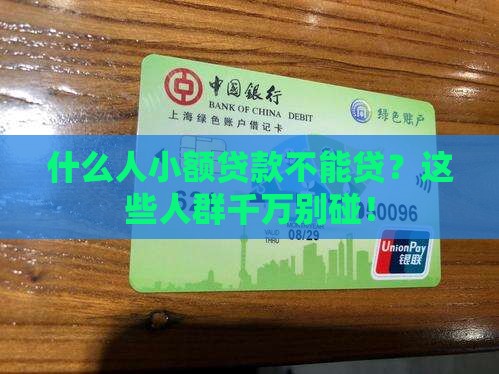 中國銀行
BANK OF CHINA DEBIT
绿色账户
上海绿色账户借记卡
什么人小额贷款不能贷？这
些人群千万别碰！
62
0096
VALID
THRU
08/29
UnionPay
银联